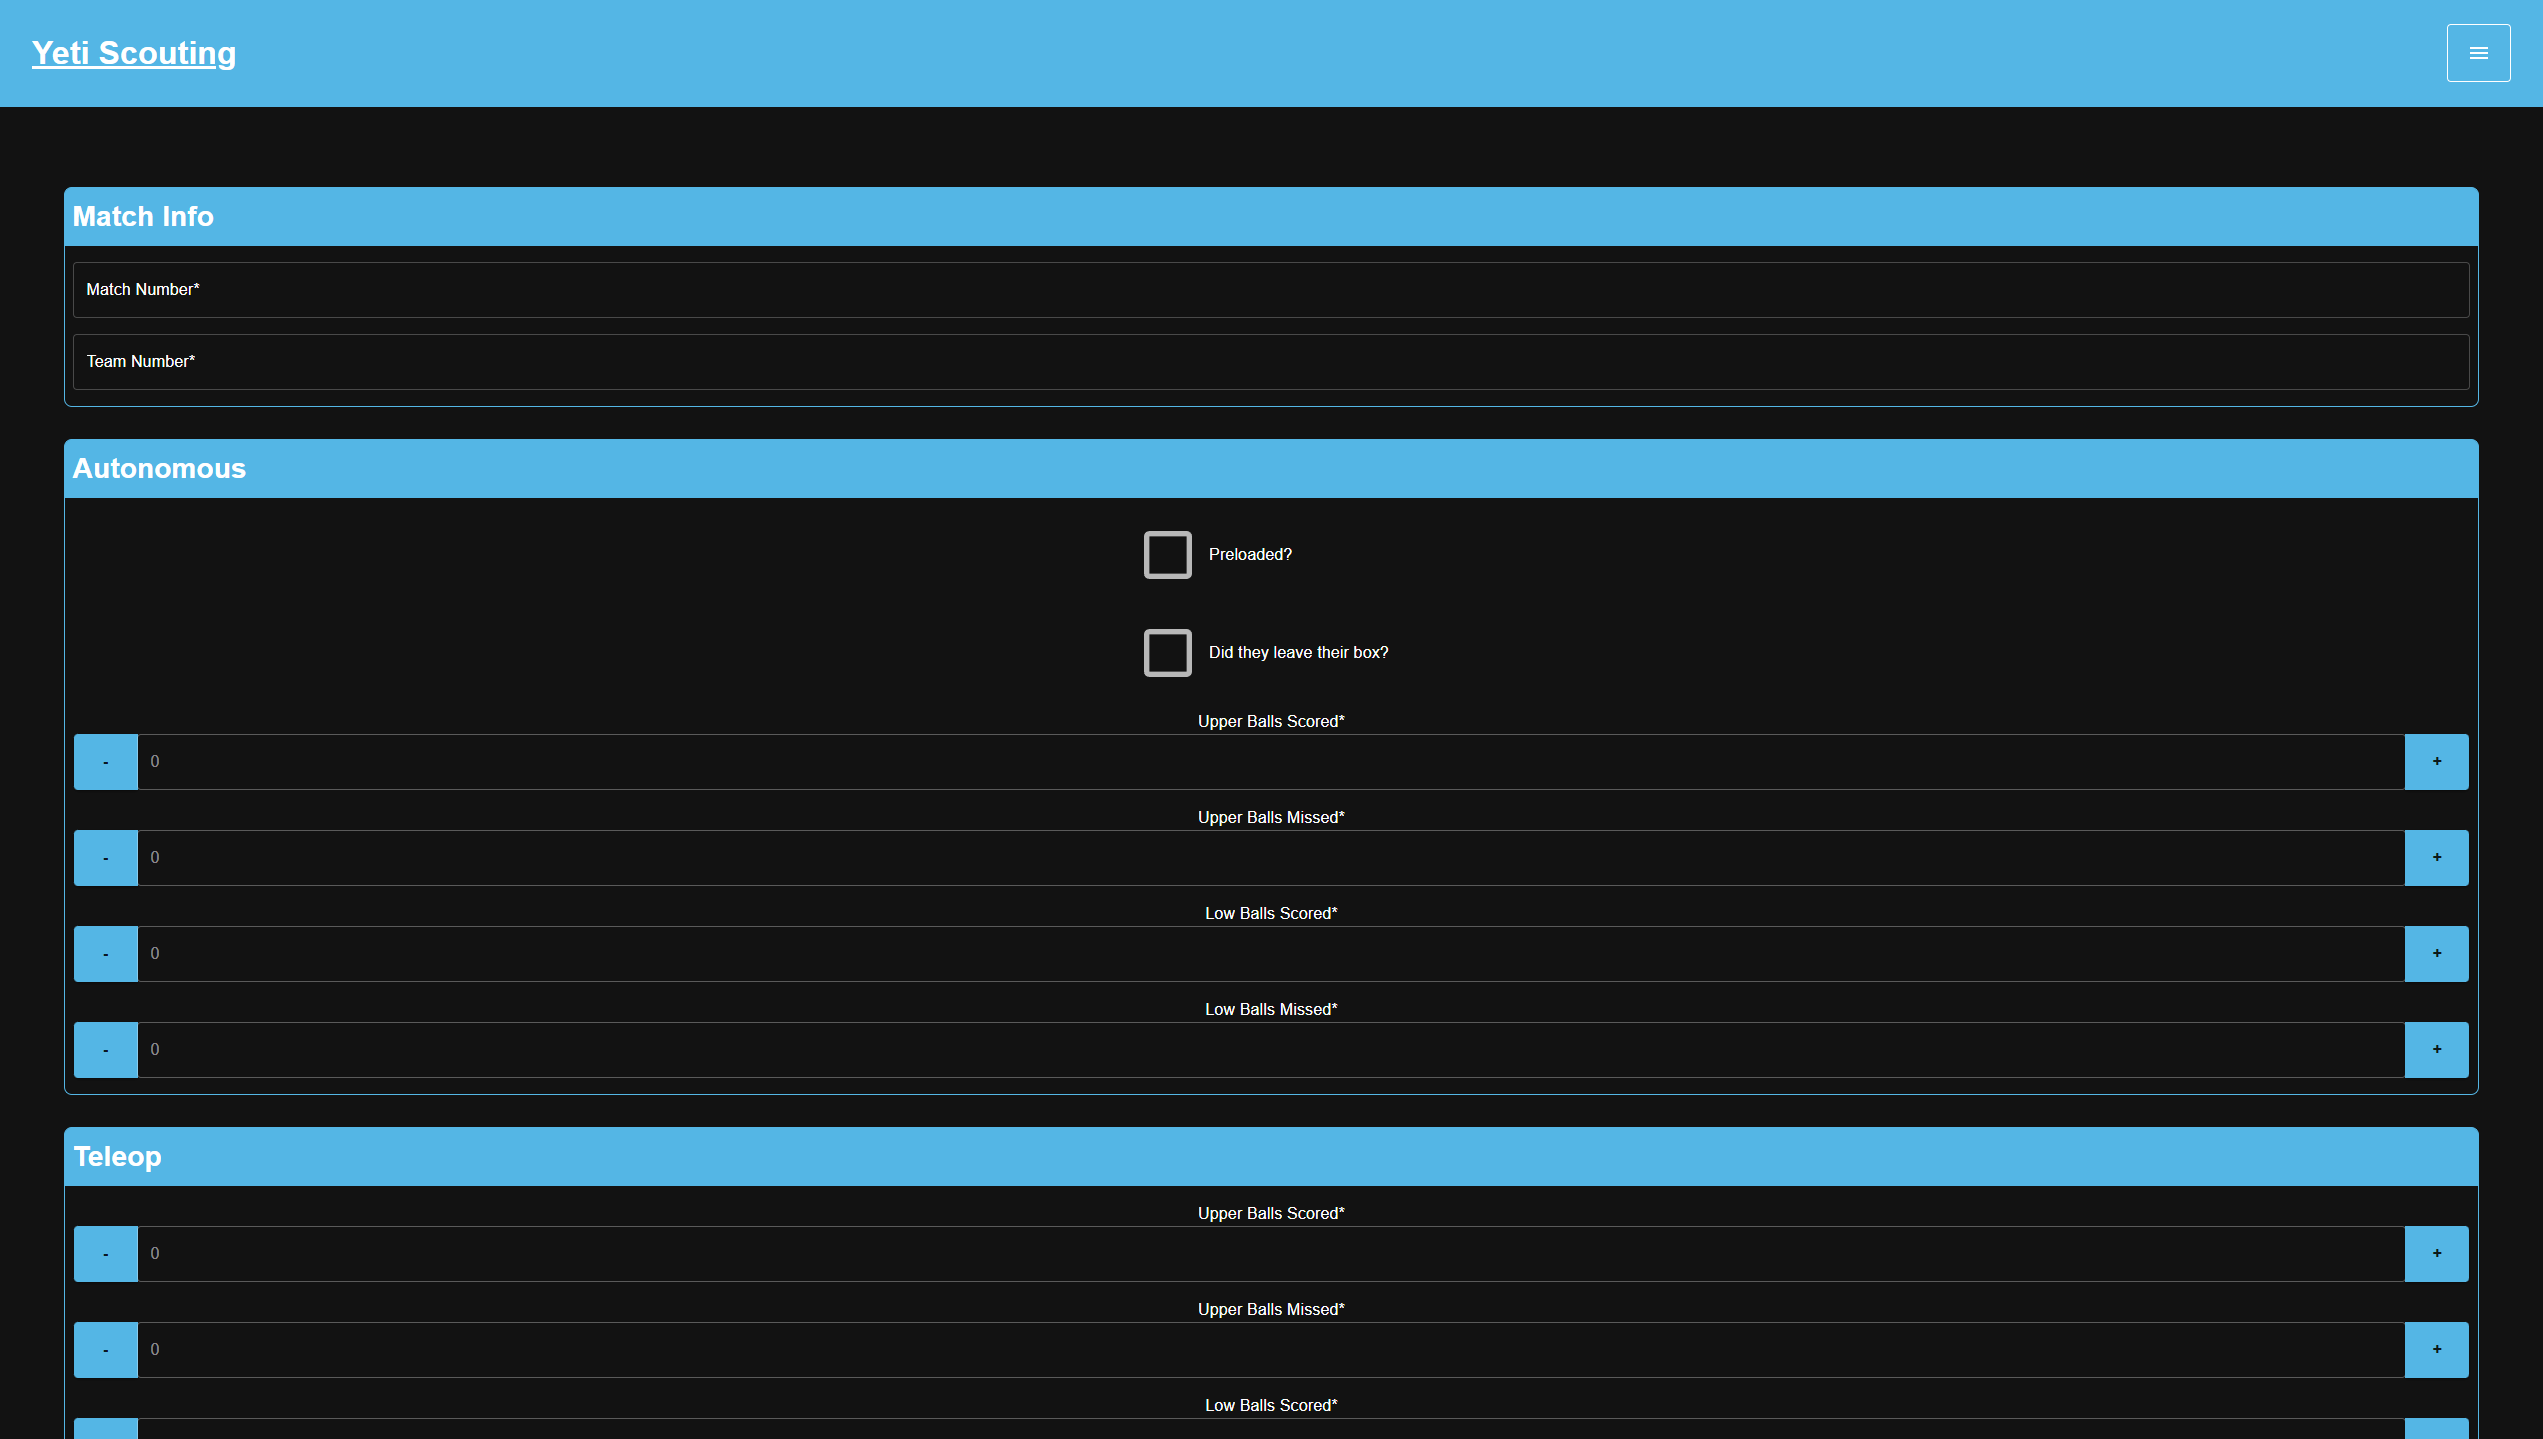 Yeti Scouting
Match Info
Match Number*
Team Number*
Autonomous
Preloaded?
Did they leave their box?
Upper Balls Scored*
- 0 +
Upper Balls Missed*
- 0 +
Low Balls Scored*
- 0 +
Low Balls Missed*
- 0 +
Teleop
Upper Balls Scored*
- 0 +
Upper Balls Missed*
- 0 +
Low Balls Scored*